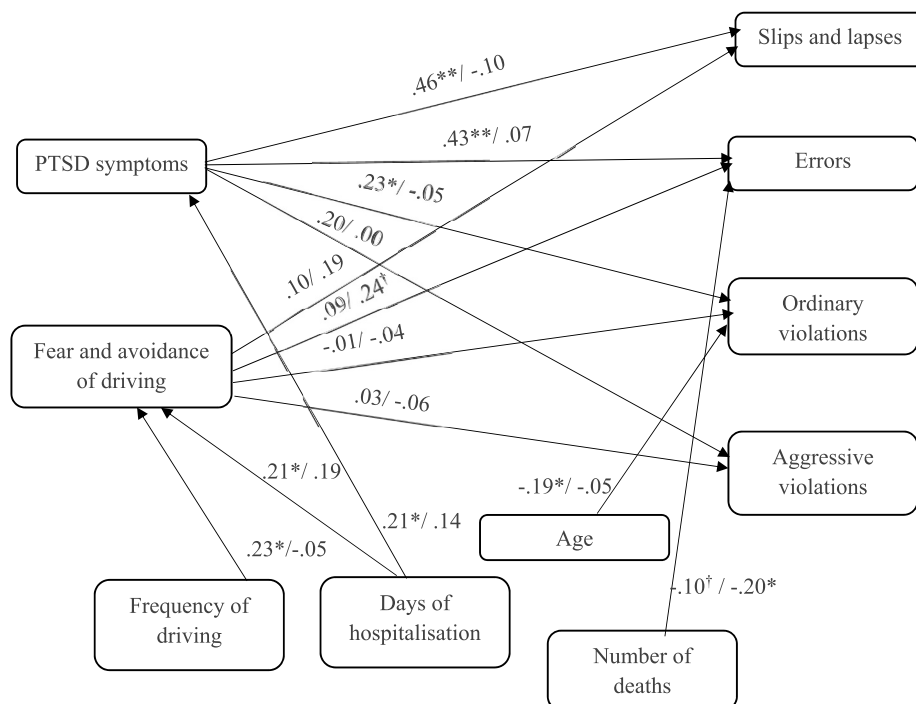 Slips and lapses
.46**/ -.10
.43**/ .07
PTSD symptoms
Errors
.23*/ -.05
.20/ .00
.10/ .19
.09/ .24†
Ordinary
violations
-.01/ -.04
Fear and avoidance
of driving
.03/ -.06
Aggressive
violations
.21*/ .19
-.19*/ -.05
.21*/ .14
Age
.23*/-.05
-.10† / -.20*
Frequency of
driving
Days of
hospitalisation
Number of
deaths